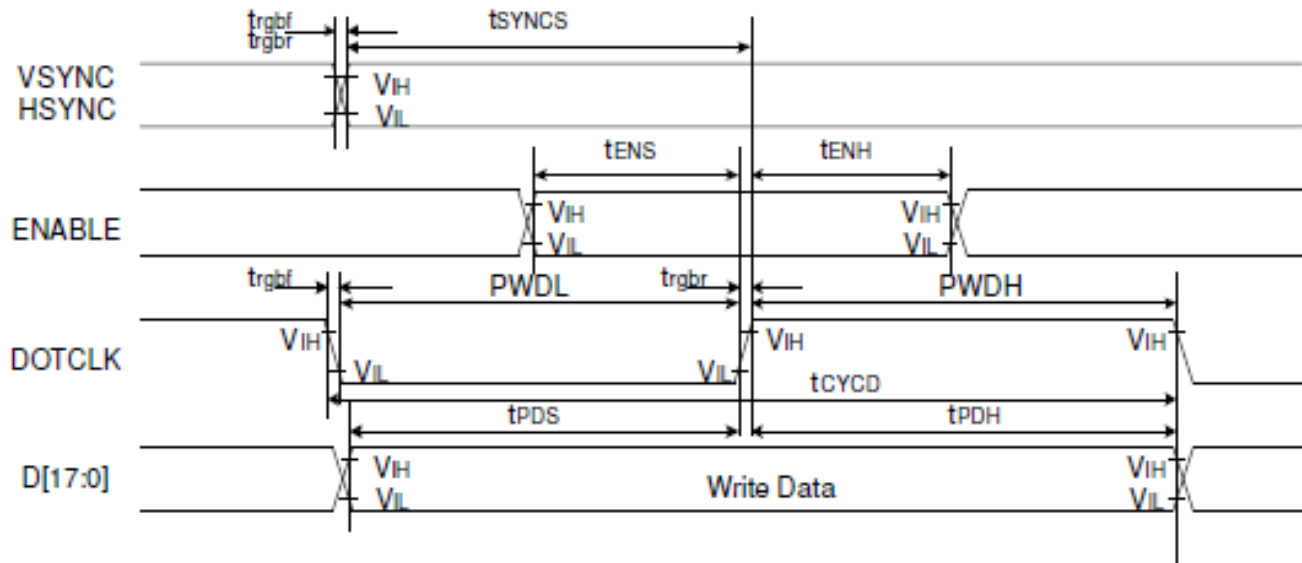 trgbf
trgbr
tSYNCS
VSYNC
HSYNC
VIH
VIL
tENS
tENH
ENABLE
VIH
VIL
VIH
VIL
trgbf
PWDL
trgbr
PWDH
DOTCLK
VIH
VIL
VIL
VIH
VIH
tCYCD
tPDS
tPDH
D[17:0]
VIH
VIL
Write Data
VIH
VIL